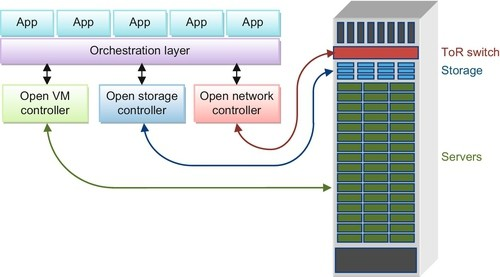 App App App App App
Orchestration layer
Open VM
controller
Open storage
controller
Open network
controller
ToR switch
Storage
Servers